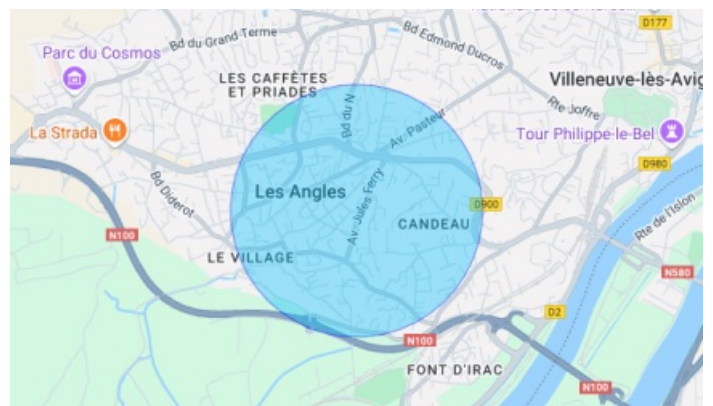 D177
Bd du Grand Terme
Bd Edmond Ducros
Parc du Cosmos
LES CAFFÈTES
ET PRIADES
Villeneuve-lès-Avig
Bd du N
Rte Joffre
Av. Pasteur
La Strada
Tour Philippe le Bel
D980
Bd Diderot
Les Angles
Av. Jules Ferry
D900
CANDEAU
Rte de l'Islon
N100
LE VILLAGE
N580
D2
N100
FONT D'IRAC
N100